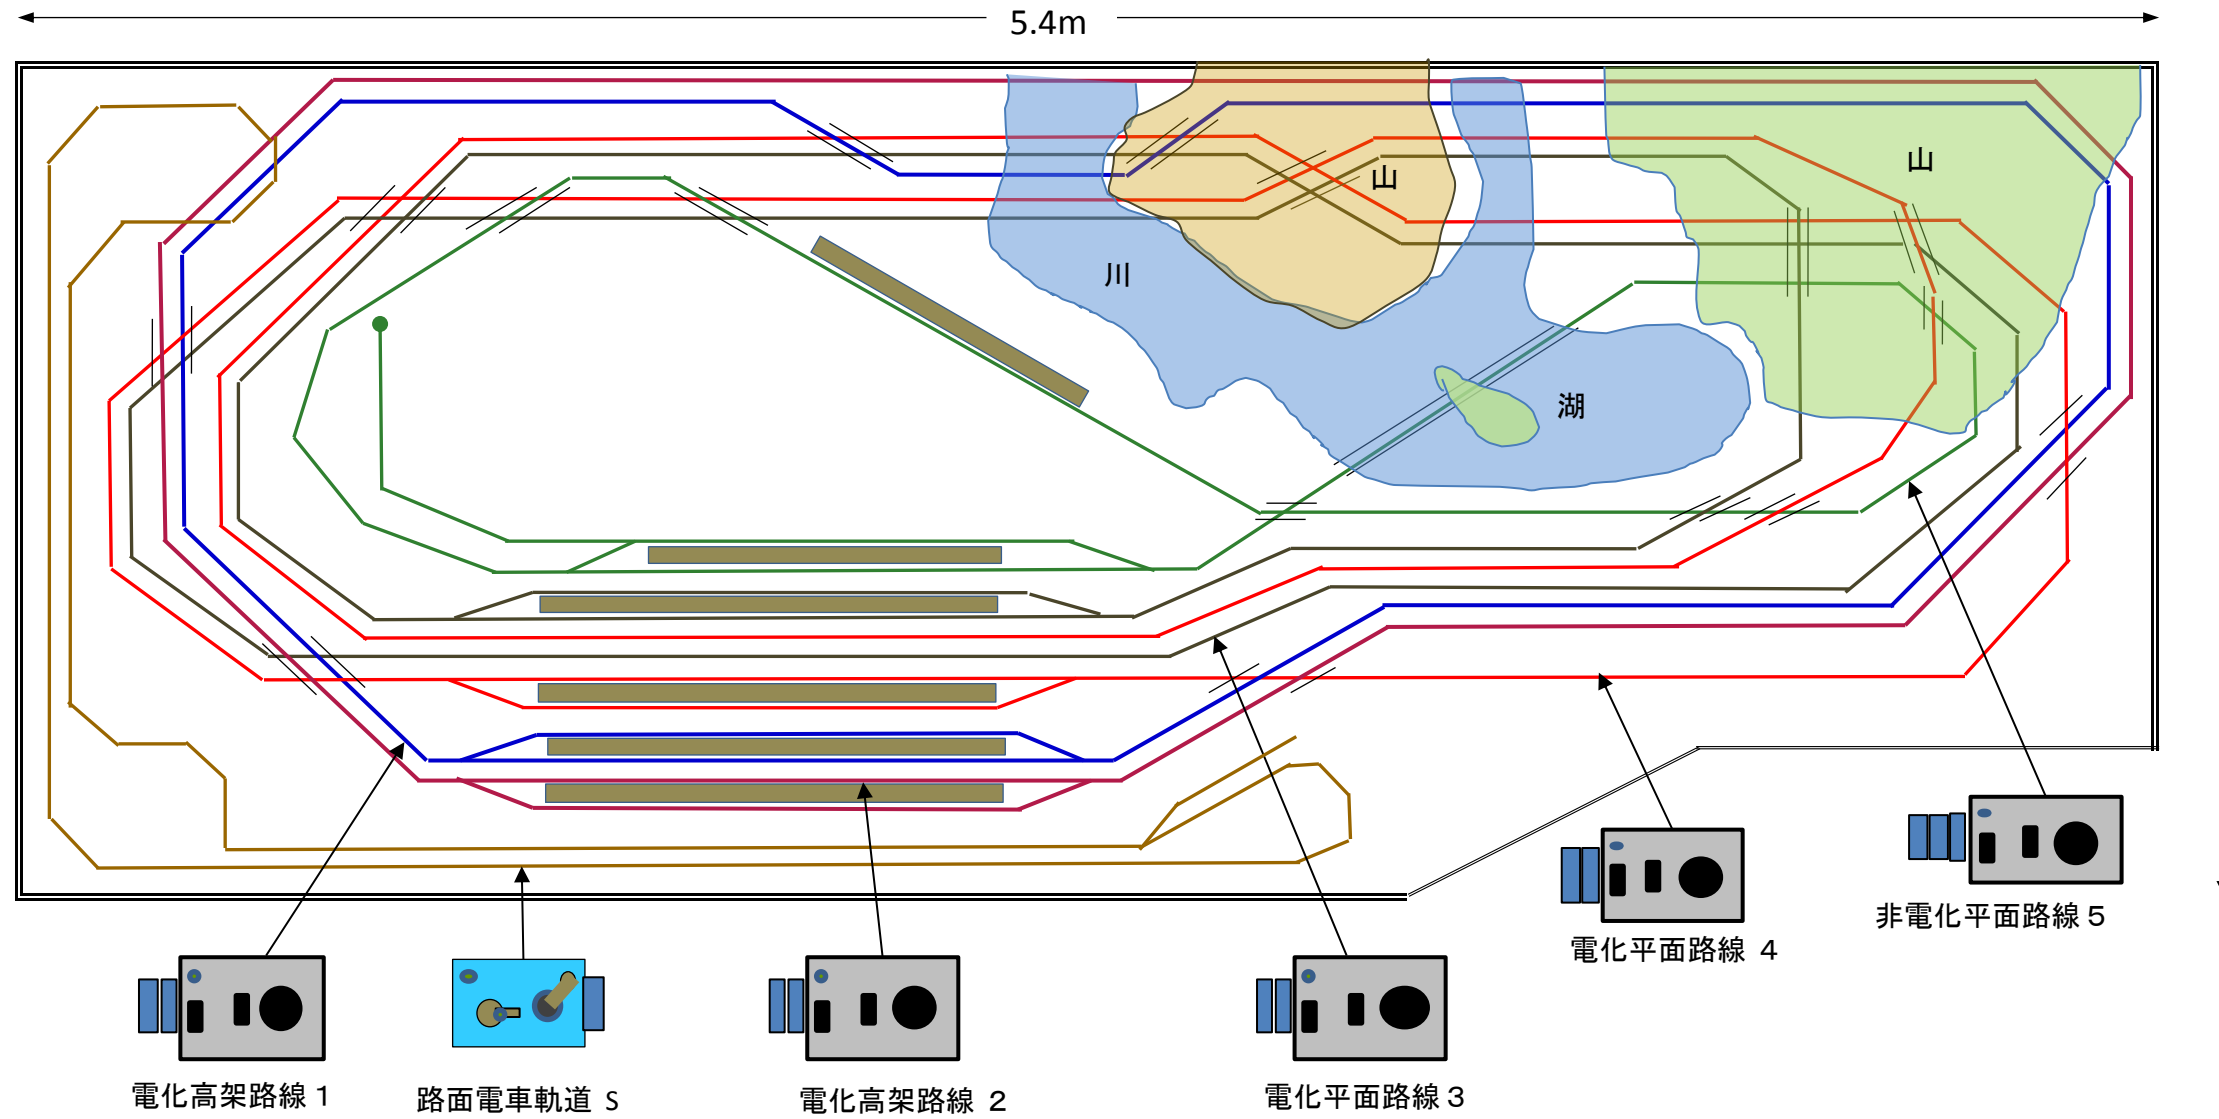 5.4m
山
山
川
湖
非電化平面路線５
電化平面路線 ４
電化高架路線１
路面電車軌道 S
電化高架路線 ２
電化平面路線３